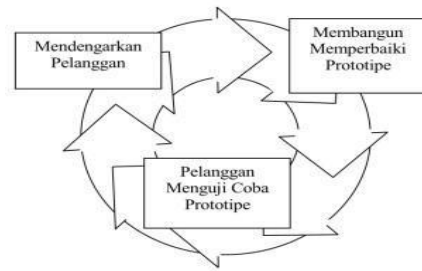 Mendengarkan
Pelanggan
Membangun
Memperbaiki
Prototipe
Pelanggan
Menguji Coba
Prototipe